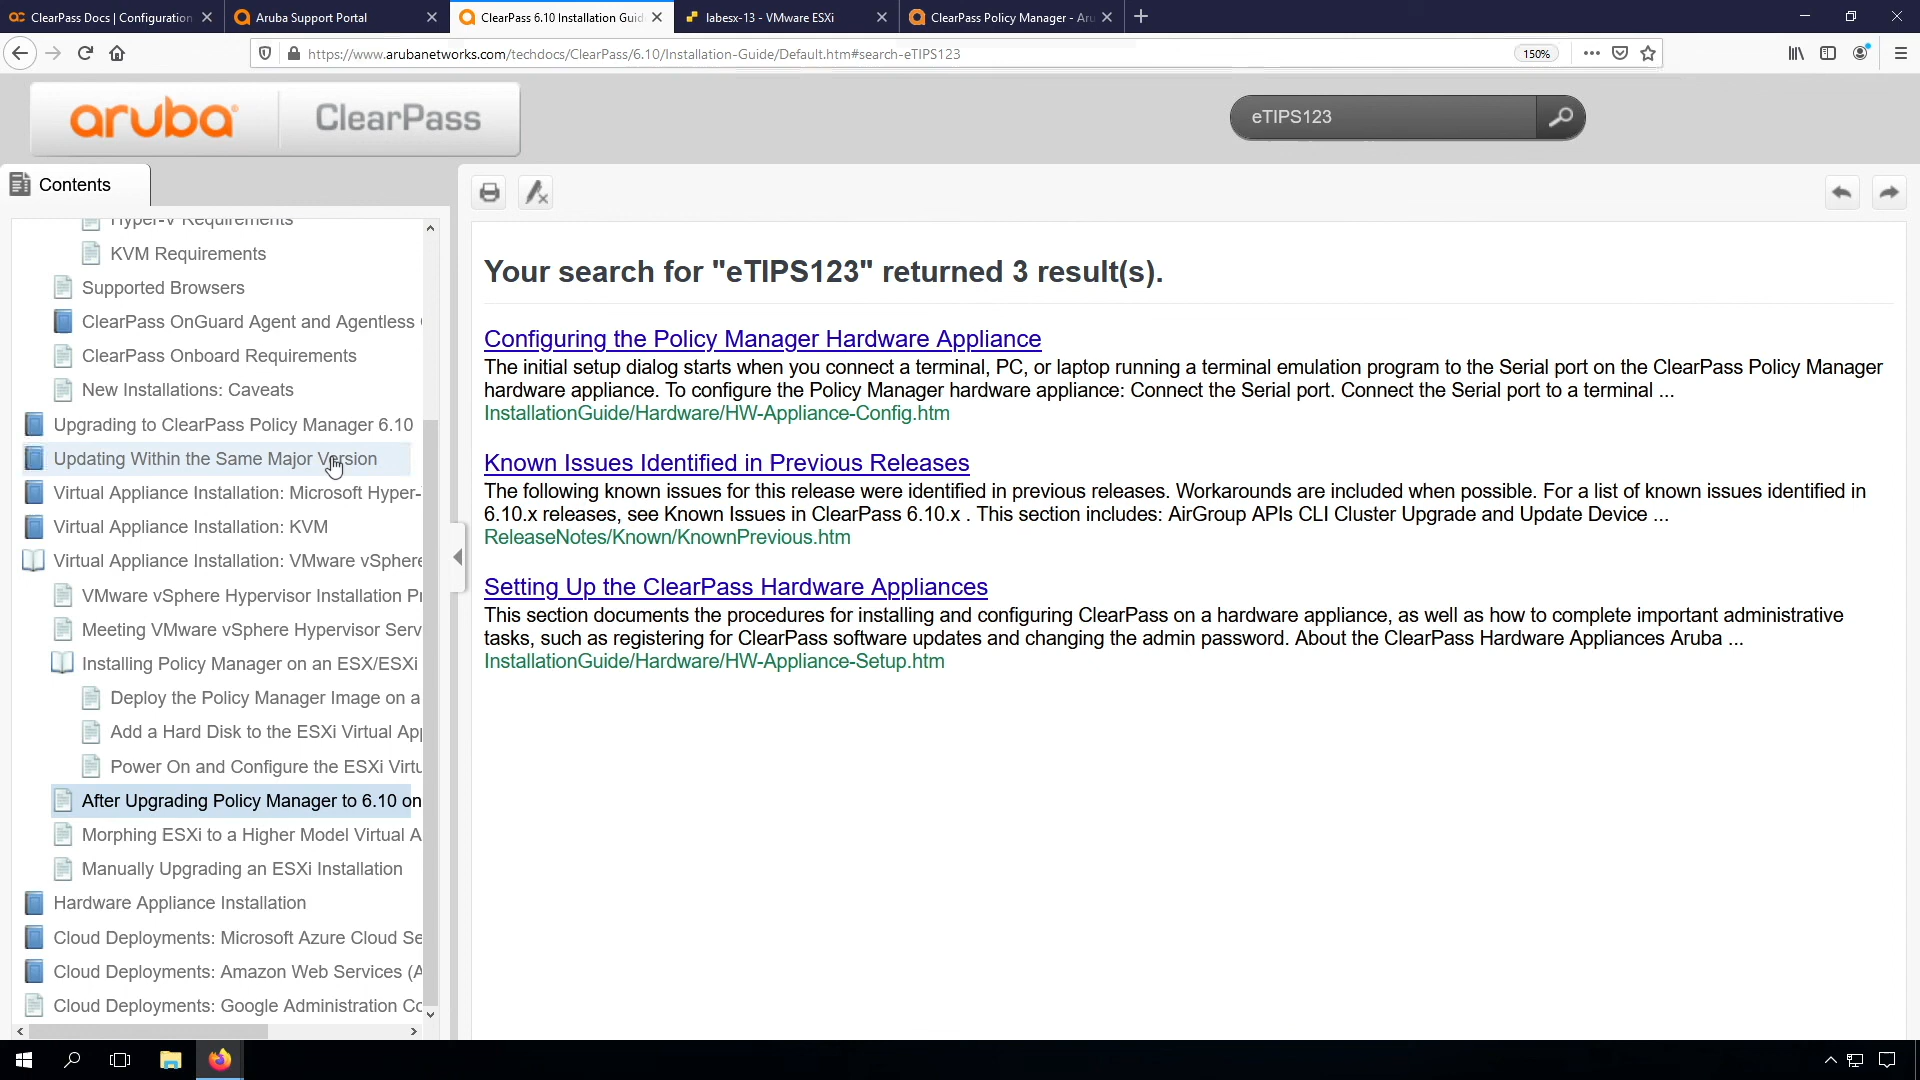 ClearPass Docs | Configuration
Aruba Support Portal
ClearPass 6.10 Installation Guid
labesx-13 - VMware ESXi
ClearPass Policy Manager - Aru
https://www.arubanetworks.com/techdocs/ClearPass/6.10/Installation-Guide/Default.htm#search-eTIPS123
150%
aruba
ClearPass
eTIPS123
Contents
Hyper-V Requirements
KVM Requirements
Supported Browsers
ClearPass OnGuard Agent and Agentless
ClearPass Onboard Requirements
New Installations: Caveats
Upgrading to ClearPass Policy Manager 6.10
Updating Within the Same Major Version
Virtual Appliance Installation: Microsoft Hyper-
Virtual Appliance Installation: KVM
Virtual Appliance Installation: VMware vSphere
VMware vSphere Hypervisor Installation Pr
Meeting VMware vSphere Hypervisor Serv
Installing Policy Manager on an ESX/ESXi
Deploy the Policy Manager Image on a
Add a Hard Disk to the ESXi Virtual App
Power On and Configure the ESXi Virtu
After Upgrading Policy Manager to 6.10 on
Morphing ESXi to a Higher Model Virtual A
Manually Upgrading an ESXi Installation
Hardware Appliance Installation
Cloud Deployments: Microsoft Azure Cloud Se
Cloud Deployments: Amazon Web Services (A
Cloud Deployments: Google Administration Co
Your search for "eTIPS123" returned 3 result(s).
Configuring the Policy Manager Hardware Appliance
The initial setup dialog starts when you connect a terminal, PC, or laptop running a terminal emulation program to the Serial port on the ClearPass Policy Manager
hardware appliance. To configure the Policy Manager hardware appliance: Connect the Serial port. Connect the Serial port to a terminal ...
InstallationGuide/Hardware/HW-Appliance-Config.htm
Known Issues Identified in Previous Releases
The following known issues for this release were identified in previous releases. Workarounds are included when possible. For a list of known issues identified in
6.10.x releases, see Known Issues in ClearPass 6.10.x . This section includes: AirGroup APIs CLI Cluster Upgrade and Update Device ...
ReleaseNotes/Known/KnownPrevious.htm
Setting Up the ClearPass Hardware Appliances
This section documents the procedures for installing and configuring ClearPass on a hardware appliance, as well as how to complete important administrative
tasks, such as registering for ClearPass software updates and changing the admin password. About the ClearPass Hardware Appliances Aruba ...
InstallationGuide/Hardware/HW-Appliance-Setup.htm